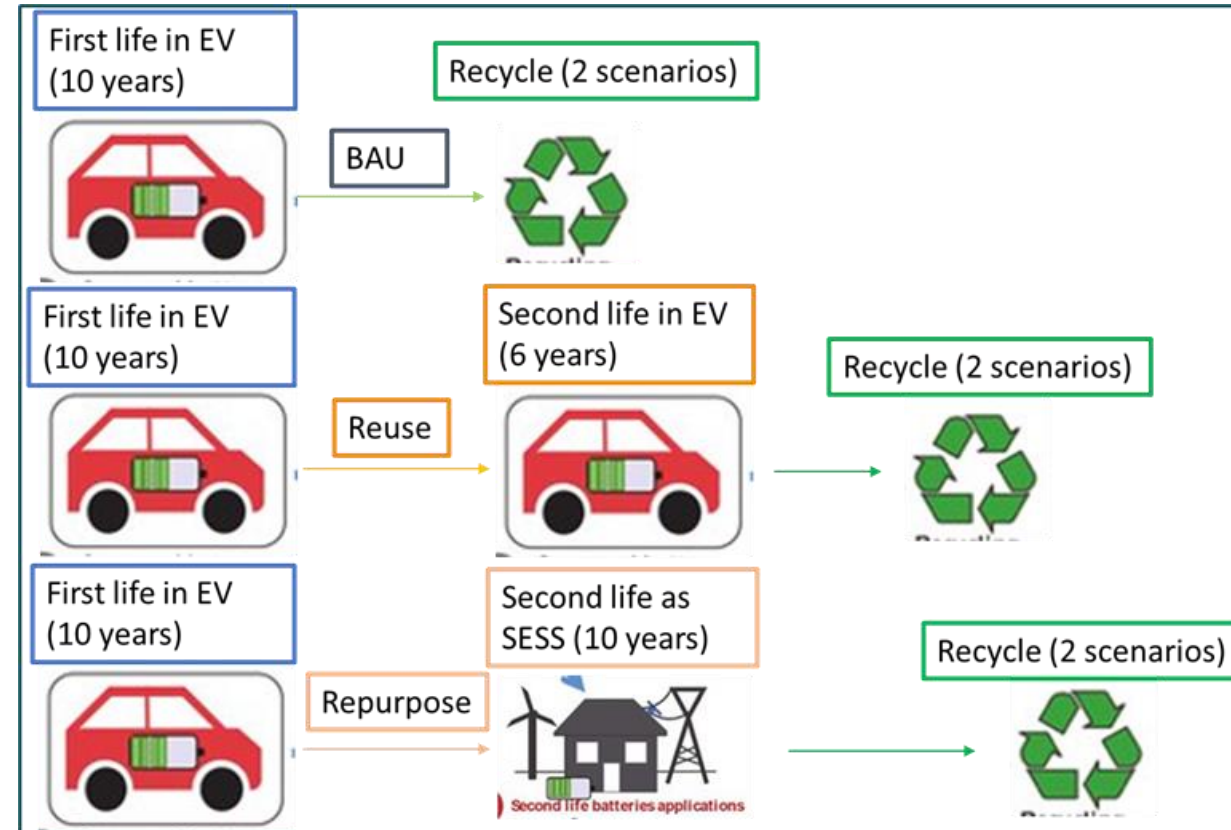 First life in EV
(10 years)
Recycle (2 scenarios)
BAU
First life in EV
(10 years)
Second life in EV
(6 years)
Recycle (2 scenarios)
Reuse
First life in EV
(10 years)
Second life as
SESS (10 years)
Recycle (2 scenarios)
Repurpose
Second life batteries applications